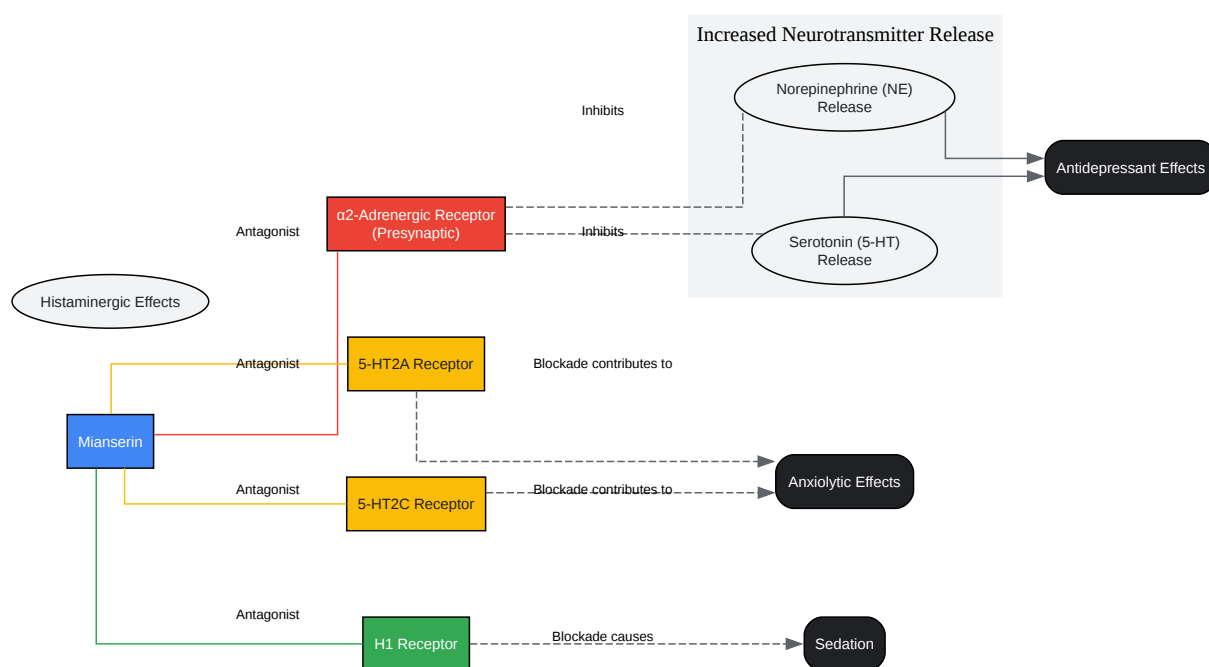 Increased Neurotransmitter Release
Norepinephrine (NE)
Release
Inhibits
Antidepressant Effects
α2-Adrenergic Receptor
(Presynaptic)
Antagonist
Inhibits
Serotonin (5-HT)
Release
Histaminergic Effects
Antagonist
5-HT2A Receptor
Blockade contributes to
Mianserin
Anxiolytic Effects
Antagonist
5-HT2C Receptor
Blockade contributes to
Antagonist
H1 Receptor
Blockade causes
Sedation